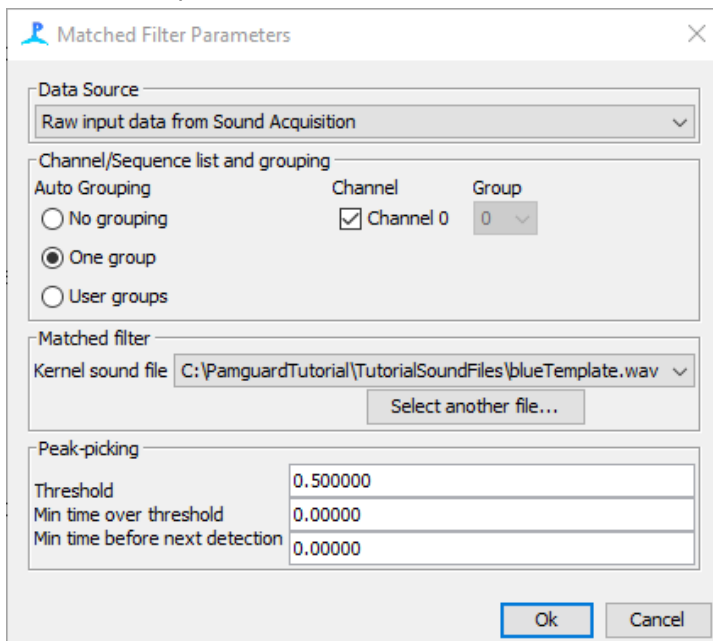 Matched Filter Parameters
Data Source
Raw input data from Sound Acquisition
Channel/Sequence list and grouping
Auto Grouping Channel Group
No grouping Channel 0 0
One group
User groups
Matched filter
Kernel sound file C:\PamguardTutorial\TutorialSoundFiles\blueTemplate.wav
Select another file...
Peak-picking
Threshold 0.500000
Min time over threshold 0.00000
Min time before next detection 0.00000
Ok Cancel